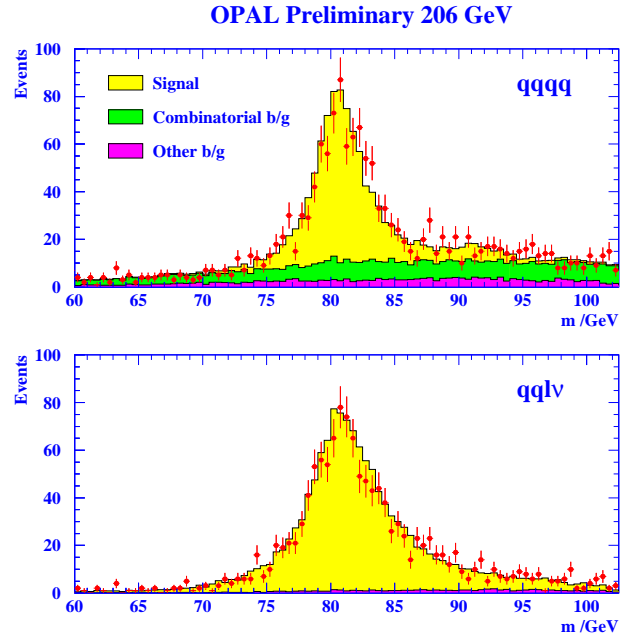 OPAL Preliminary 206 GeV
Events
100
80
60
40
20
0
Signal
Combinatorial b/g
Other b/g
qqqq
60 65 70 75 80 85 90 95 100
m /GeV
Events
100
80
60
40
20
0
qqlν
60 65 70 75 80 85 90 95 100
m /GeV